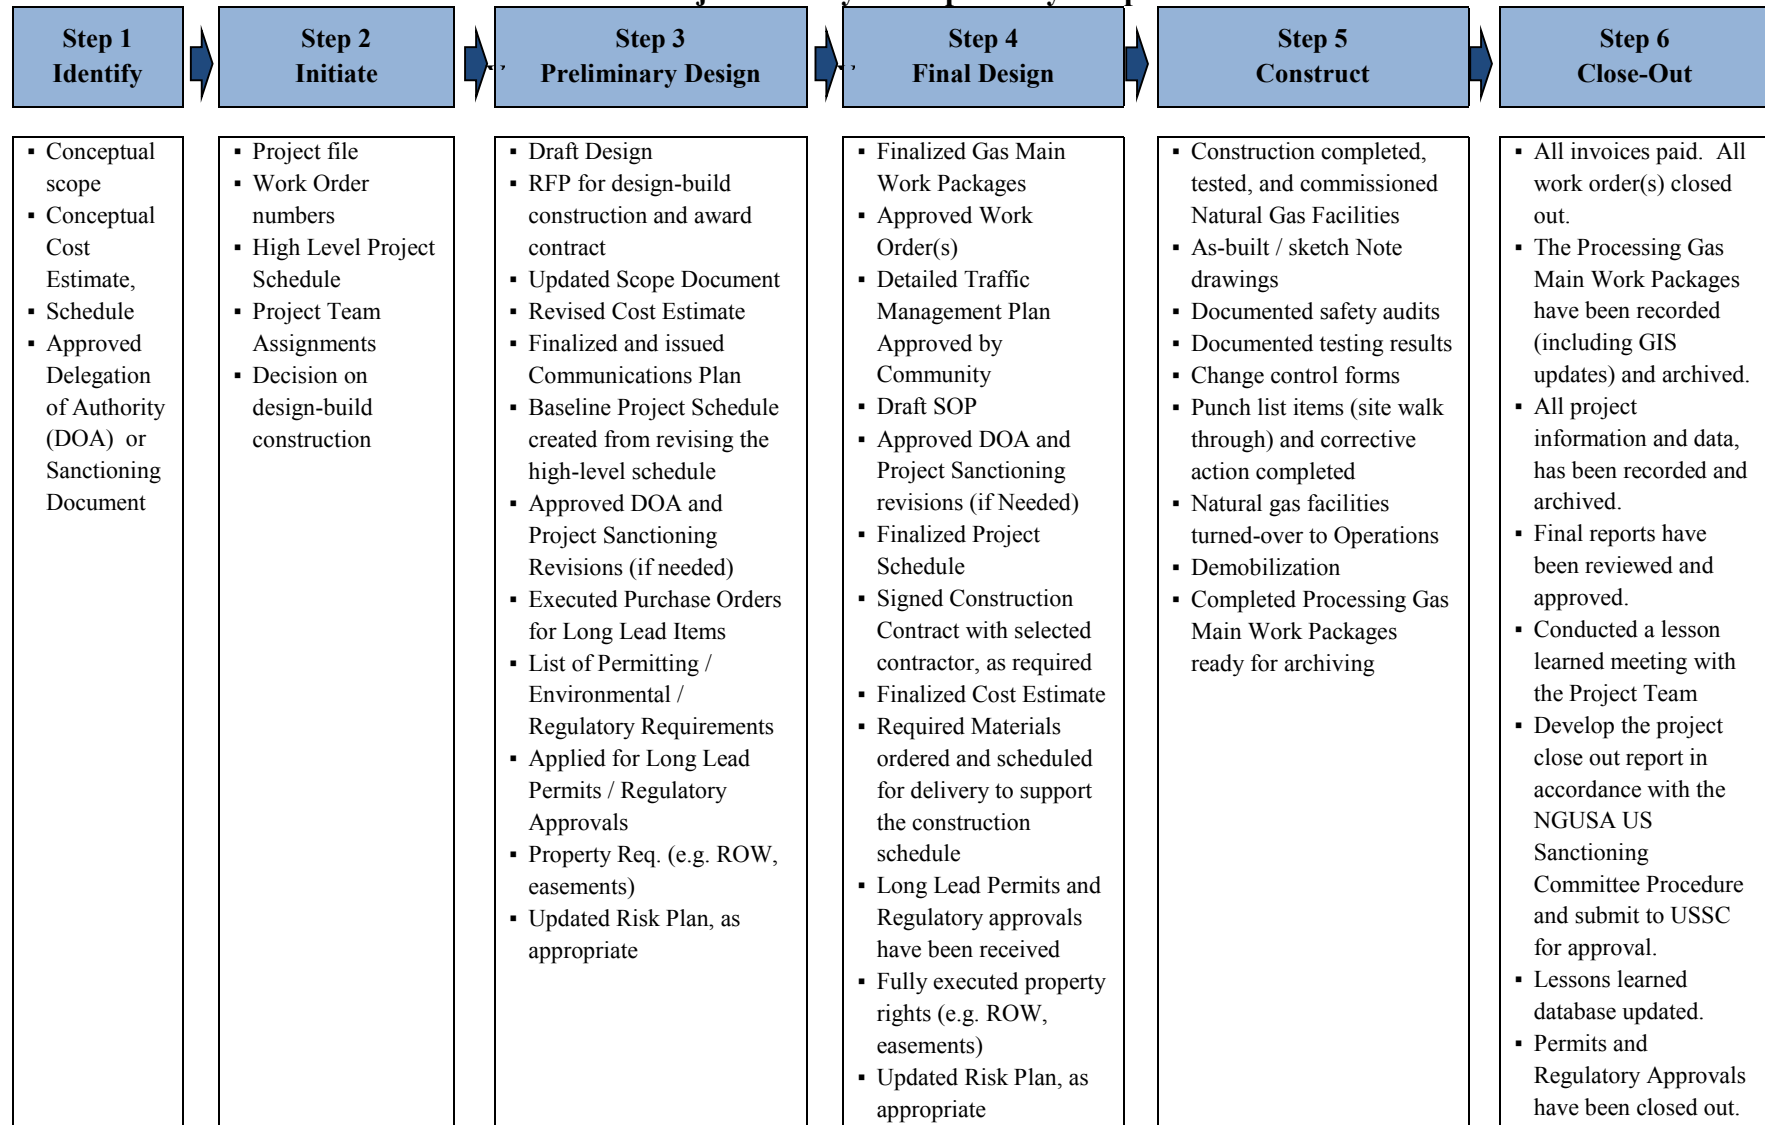 Step 1
Identify
Step 2
Initiate
Step 3
Preliminary Design
Step 4
Final Design
Step 5
Construct
Step 6
Close-Out
▪ Conceptual
scope
▪ Conceptual
Cost
Estimate,
▪ Schedule
▪ Approved
Delegation
of Authority
(DOA) or
Sanctioning
Document
▪ Project file
▪ Work Order
numbers
▪ High Level Project
Schedule
▪ Project Team
Assignments
▪ Decision on
design-build
construction
▪ Draft Design
▪ RFP for design-build
construction and award
contract
▪ Updated Scope Document
▪ Revised Cost Estimate
▪ Finalized and issued
Communications Plan
▪ Baseline Project Schedule
created from revising the
high-level schedule
▪ Approved DOA and
Project Sanctioning
Revisions (if needed)
▪ Executed Purchase Orders
for Long Lead Items
▪ List of Permitting /
Environmental /
Regulatory Requirements
▪ Applied for Long Lead
Permits / Regulatory
Approvals
▪ Property Req. (e.g. ROW,
easements)
▪ Updated Risk Plan, as
appropriate
▪ Finalized Gas Main
Work Packages
▪ Approved Work
Order(s)
▪ Detailed Traffic
Management Plan
Approved by
Community
▪ Draft SOP
▪ Approved DOA and
Project Sanctioning
revisions (if Needed)
▪ Finalized Project
Schedule
▪ Signed Construction
Contract with selected
contractor, as required
▪ Finalized Cost Estimate
▪ Required Materials
ordered and scheduled
for delivery to support
the construction
schedule
▪ Long Lead Permits and
Regulatory approvals
have been received
▪ Fully executed property
rights (e.g. ROW,
easements)
▪ Updated Risk Plan, as
appropriate
▪ Construction completed,
tested, and commissioned
Natural Gas Facilities
▪ As-built / sketch Note
drawings
▪ Documented safety audits
▪ Documented testing results
▪ Change control forms
▪ Punch list items (site walk
through) and corrective
action completed
▪ Natural gas facilities
turned-over to Operations
▪ Demobilization
▪ Completed Processing Gas
Main Work Packages
ready for archiving
▪ All invoices paid. All
work order(s) closed
out.
▪ The Processing Gas
Main Work Packages
have been recorded
(including GIS
updates) and archived.
▪ All project
information and data,
has been recorded and
archived.
▪ Final reports have
been reviewed and
approved.
▪ Conducted a lesson
learned meeting with
the Project Team
▪ Develop the project
close out report in
accordance with the
NGUSA US
Sanctioning
Committee Procedure
and submit to USSC
for approval.
▪ Lessons learned
database updated.
▪ Permits and
Regulatory Approvals
have been closed out.